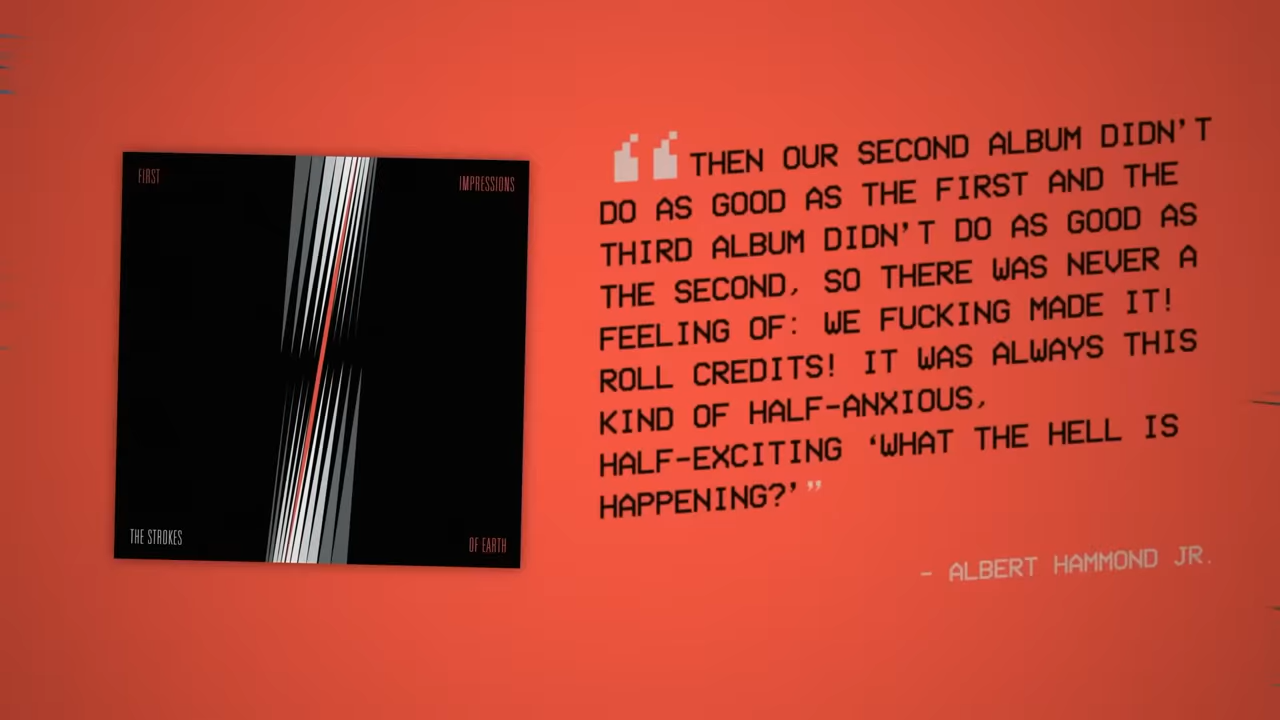 FIRST
IMPRESSIONS
THE STROKES
OF EARTH
“THEN OUR SECOND ALBUM DIDN’T
DO AS GOOD AS THE FIRST AND THE
THIRD ALBUM DIDN’T DO AS GOOD AS
THE SECOND, SO THERE WAS NEVER A
FEELING OF: WE FUCKING MADE IT!
ROLL CREDITS! IT WAS ALWAYS THIS
KIND OF HALF-ANXIOUS,
HALF-EXCITING ‘WHAT THE HELL IS
HAPPENING?’”
- ALBERT HAMMOND JR.